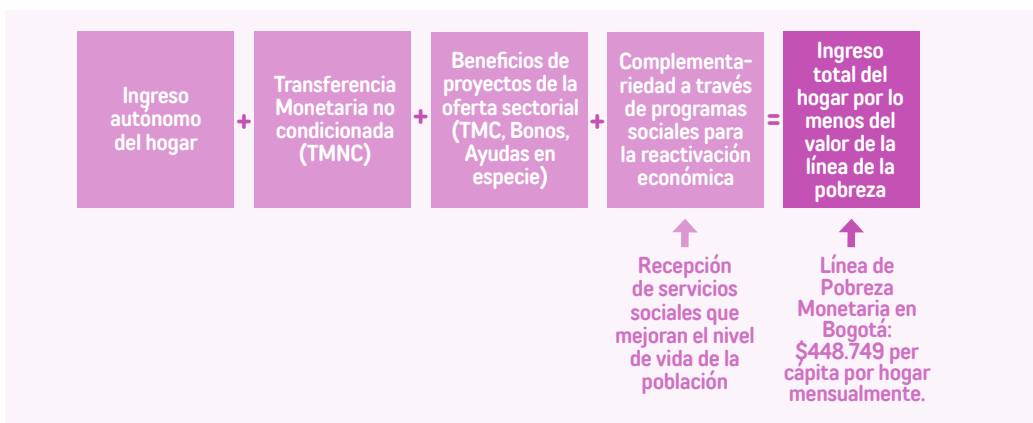 Ingreso
autónomo
del hogar
+
Transferencia
Monetaria no
condicionada
(TMNC)
+
Beneficios de
proyectos de la
oferta sectorial
(TMC, Bonos,
Ayudas en
especie)
+
Complementa-
riedad a través
de programas
sociales para
la reactivación
económica
=
Ingreso
total del
hogar por lo
menos del
valor de la
línea de la
pobreza
Recepción
de servicios
sociales que
mejoran el nivel
de vida de la
población
Línea de
Pobreza
Monetaria en
Bogotá:
$448.749 per
cápita por hogar
mensualmente.